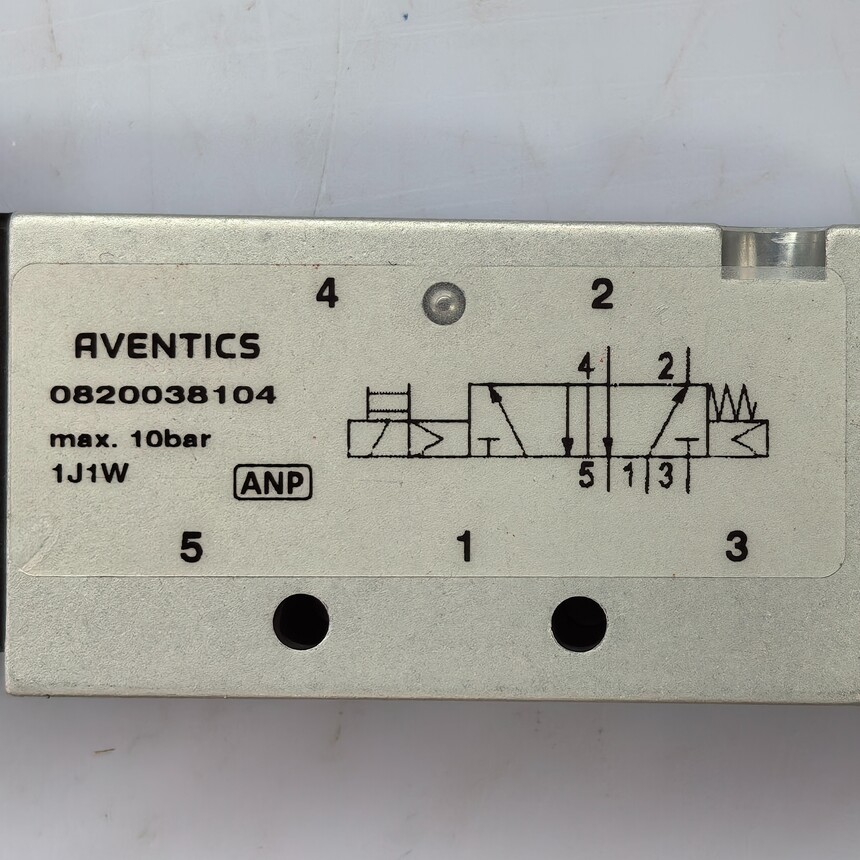 4 2
AVENTICS
0820038104
max. 10bar
1J1W
ANP
4 2
5 1 3
5 1 3